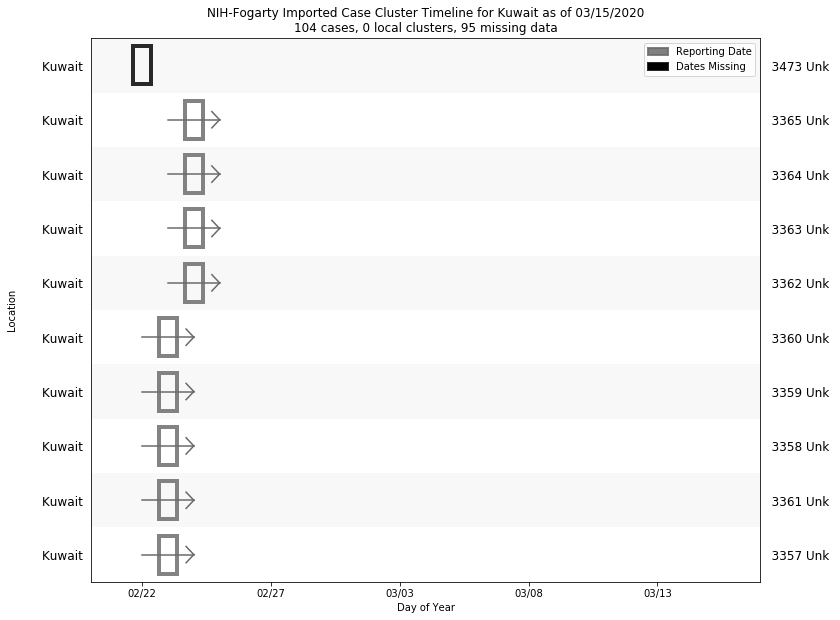 NIH-Fogarty Imported Case Cluster Timeline for Kuwait as of 03/15/2020
104 cases, 0 local clusters, 95 missing data
Reporting Date
Dates Missing
Kuwait 3473 Unk
Kuwait 3365 Unk
Kuwait 3364 Unk
Kuwait 3363 Unk
Kuwait 3362 Unk
Kuwait 3360 Unk
Kuwait 3359 Unk
Kuwait 3358 Unk
Kuwait 3361 Unk
Kuwait 3357 Unk
Location
02/22 02/27 03/03 03/08 03/13
Day of Year